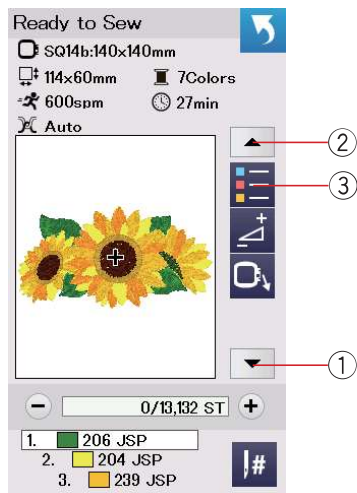 Ready to Sew
SQ14b:140x140mm
114x60mm 7Colors
600spm 27min
Auto
2
3
1
0/13,132 ST
1. 206 JSP
2. 204 JSP
3. 239 JSP
#